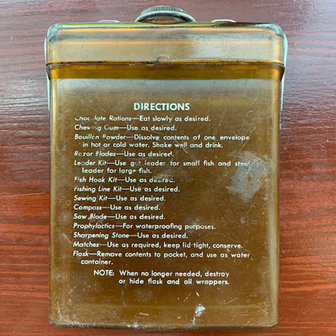 DIRECTIONS
Chocolate Rations—Eat slowly as desired.
Chewing Gum—Use as desired.
Bouillon Powder—Dissolve contents of one envelope
in hot or cold water. Shake well and drink.
Razor Blades—Use as desired.
Leader Kit—Use gut leader for small fish and steel
leader for large fish.
Fish Hook Kit—Use as desired.
Fishing Line Kit—Use as desired.
Sewing Kit—Use as desired.
Compass—Use as desired.
Saw Blade—Use as desired.
Prophylactics—For waterproofing purposes.
Sharpening Stone—Use as desired.
Matches—Use as required, keep lid tight, conserve.
Flask—Remove contents to pocket, and use as water
container.
NOTE: When no longer needed, destroy
or hide flask and all wrappers.